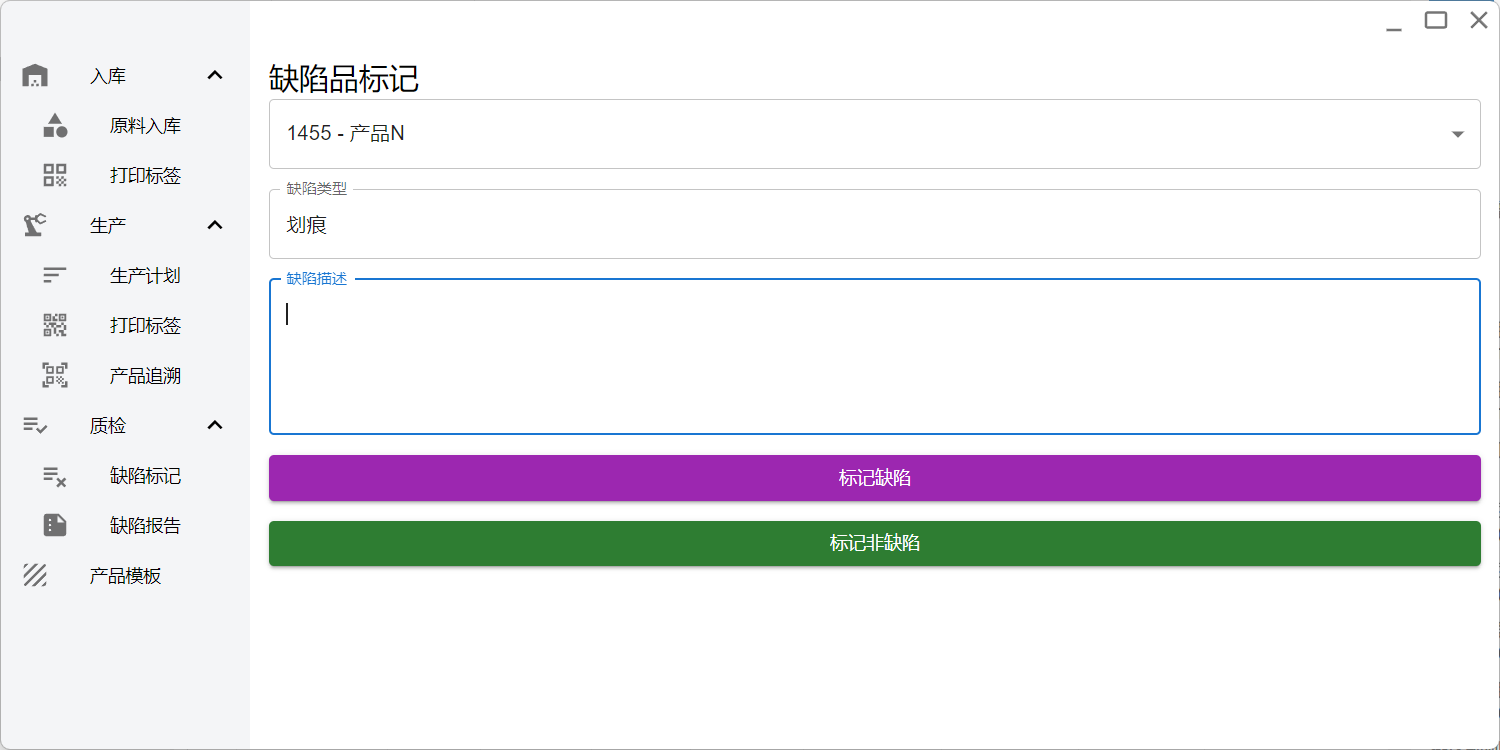 入库
原料入库
打印标签
生产
生产计划
打印标签
产品追溯
质检
缺陷标记
缺陷报告
产品模板
缺陷品标记
1455 - 产品N
缺陷类型
划痕
缺陷描述
标记缺陷
标记非缺陷